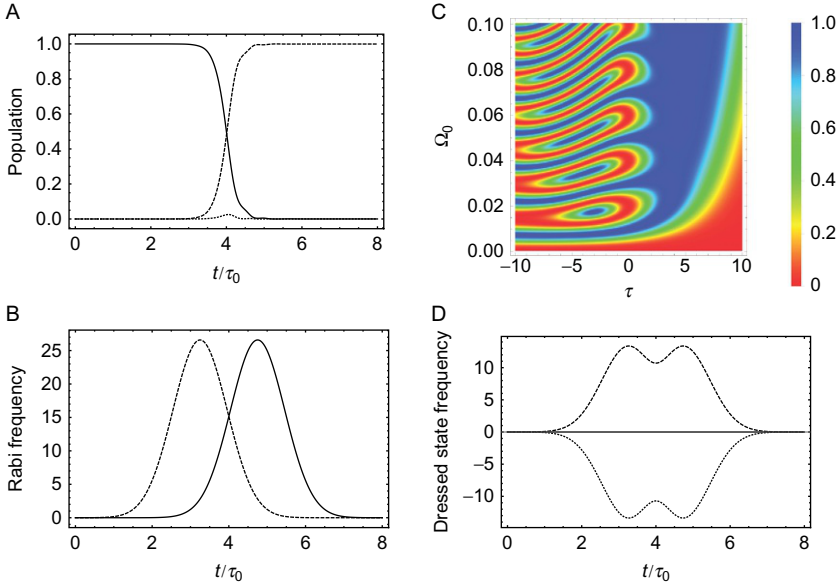 A
1.0
0.8
0.6
0.4
0.2
0.0
Population
0 2 4 6 8
t/τ₀
C
0.10
0.08
0.06
0.04
0.02
0.00
Ω₀
−10 −5 0 5 10
τ
1.0
0.8
0.6
0.4
0.2
0
B
25
20
15
10
5
0
Rabi frequency
0 2 4 6 8
t/τ₀
D
10
5
0
−5
−10
Dressed state frequency
0 2 4 6 8
t/τ₀